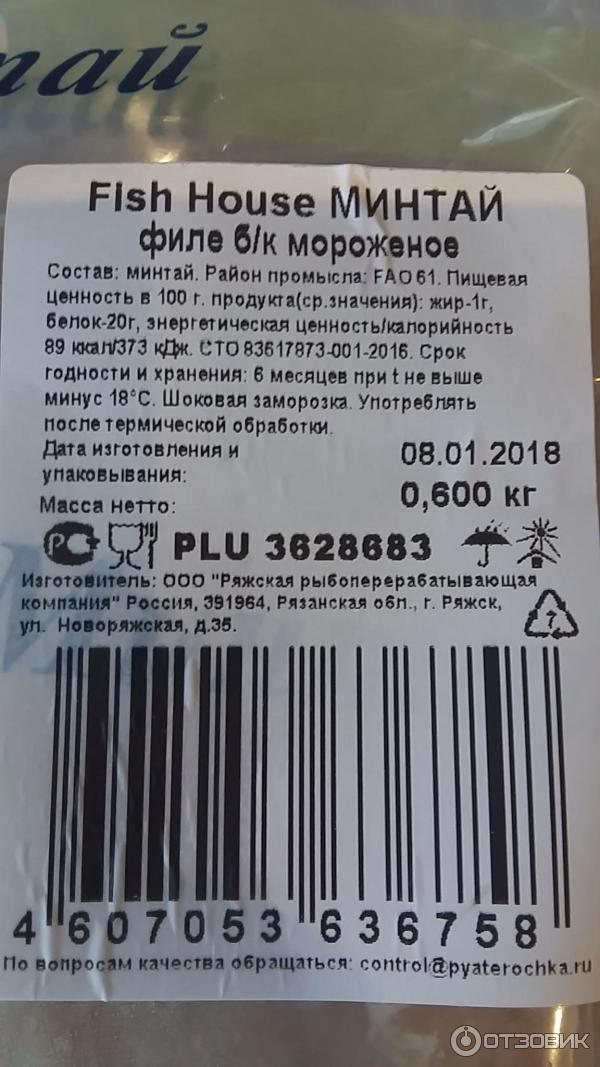 Fish House МИНТАЙ
филе б/к мороженое
Состав: минтай. Район промысла: FAO 61. Пищевая
ценность в 100 г. продукта(ср.значения): жир-1г,
белок-20г, энергетическая ценность/калорийность
89 ккал/373 кДж. СТО 83617873-001-2016. Срок
годности и хранения: 6 месяцев при t не выше
минус 18°С. Шоковая заморозка. Употреблять
после термической обработки.
Дата изготовления и
упаковывания: 08.01.2018
Масса нетто: 0,600 кг
РС PLU 3628683
Изготовитель: ООО "Ряжская рыбоперерабатывающая
компания" Россия, 391964, Рязанская обл., г. Ряжск,
ул. Новоряжская, д.35.
7
4 607053 636758
По вопросам качества обращаться: control@pyaterochka.ru
ОТЗОВИК